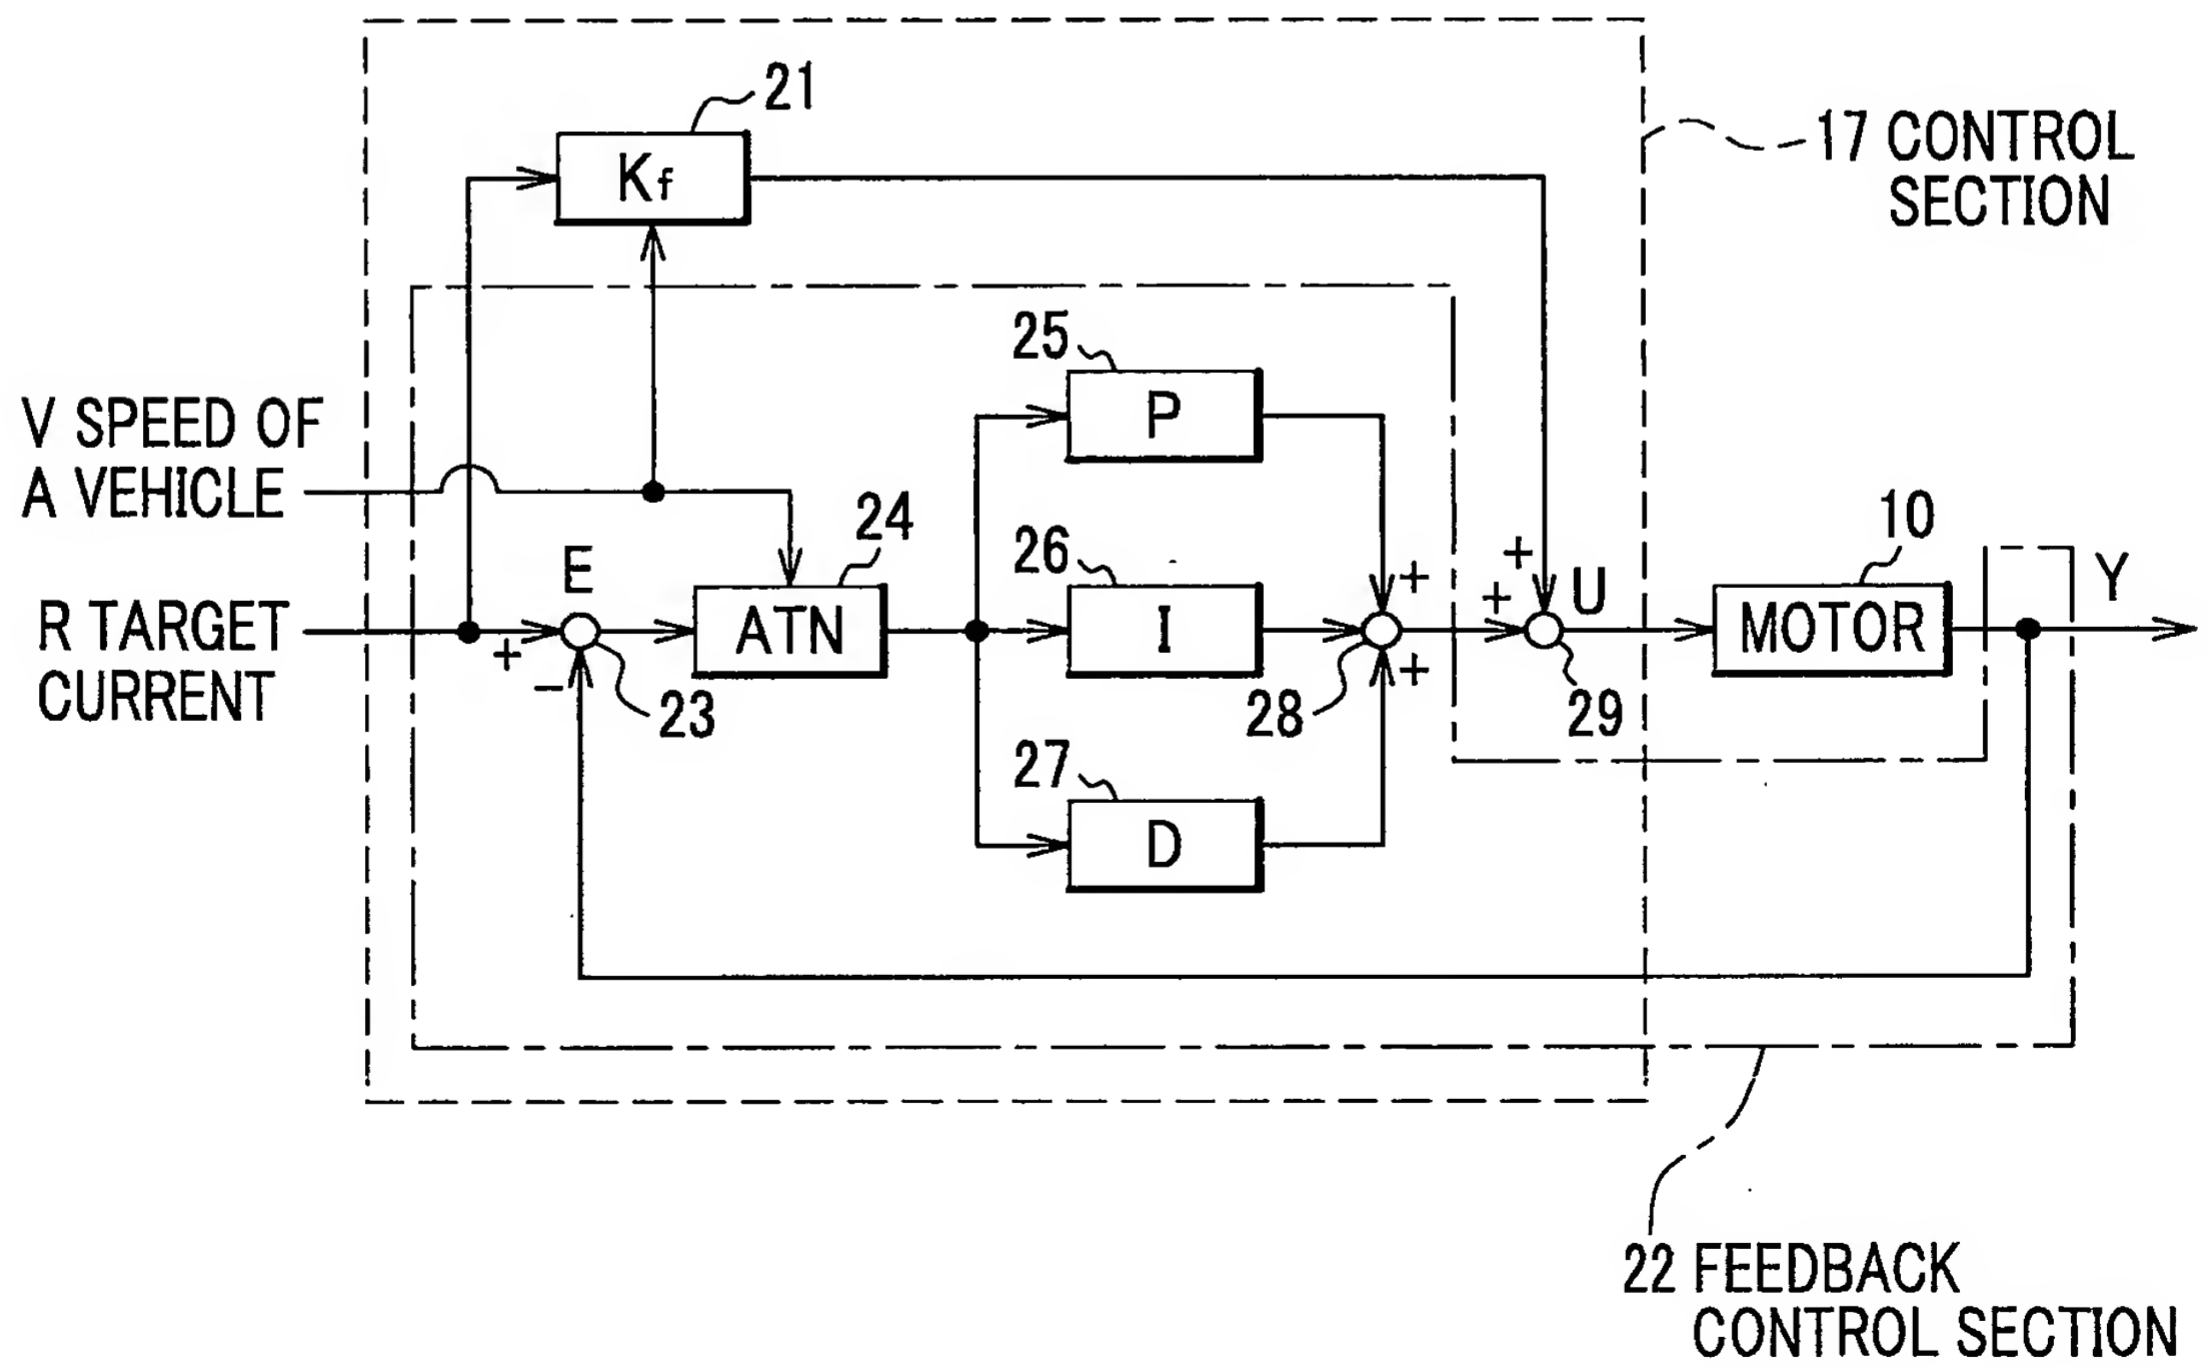 21
Kf
17 CONTROL
SECTION
25
P
V SPEED OF
A VEHICLE
24
10
26
E
+
+
+
U
Y
R TARGET
CURRENT
+
ATN
I
MOTOR
-
23
28
+
29
27
D
22 FEEDBACK
CONTROL SECTION